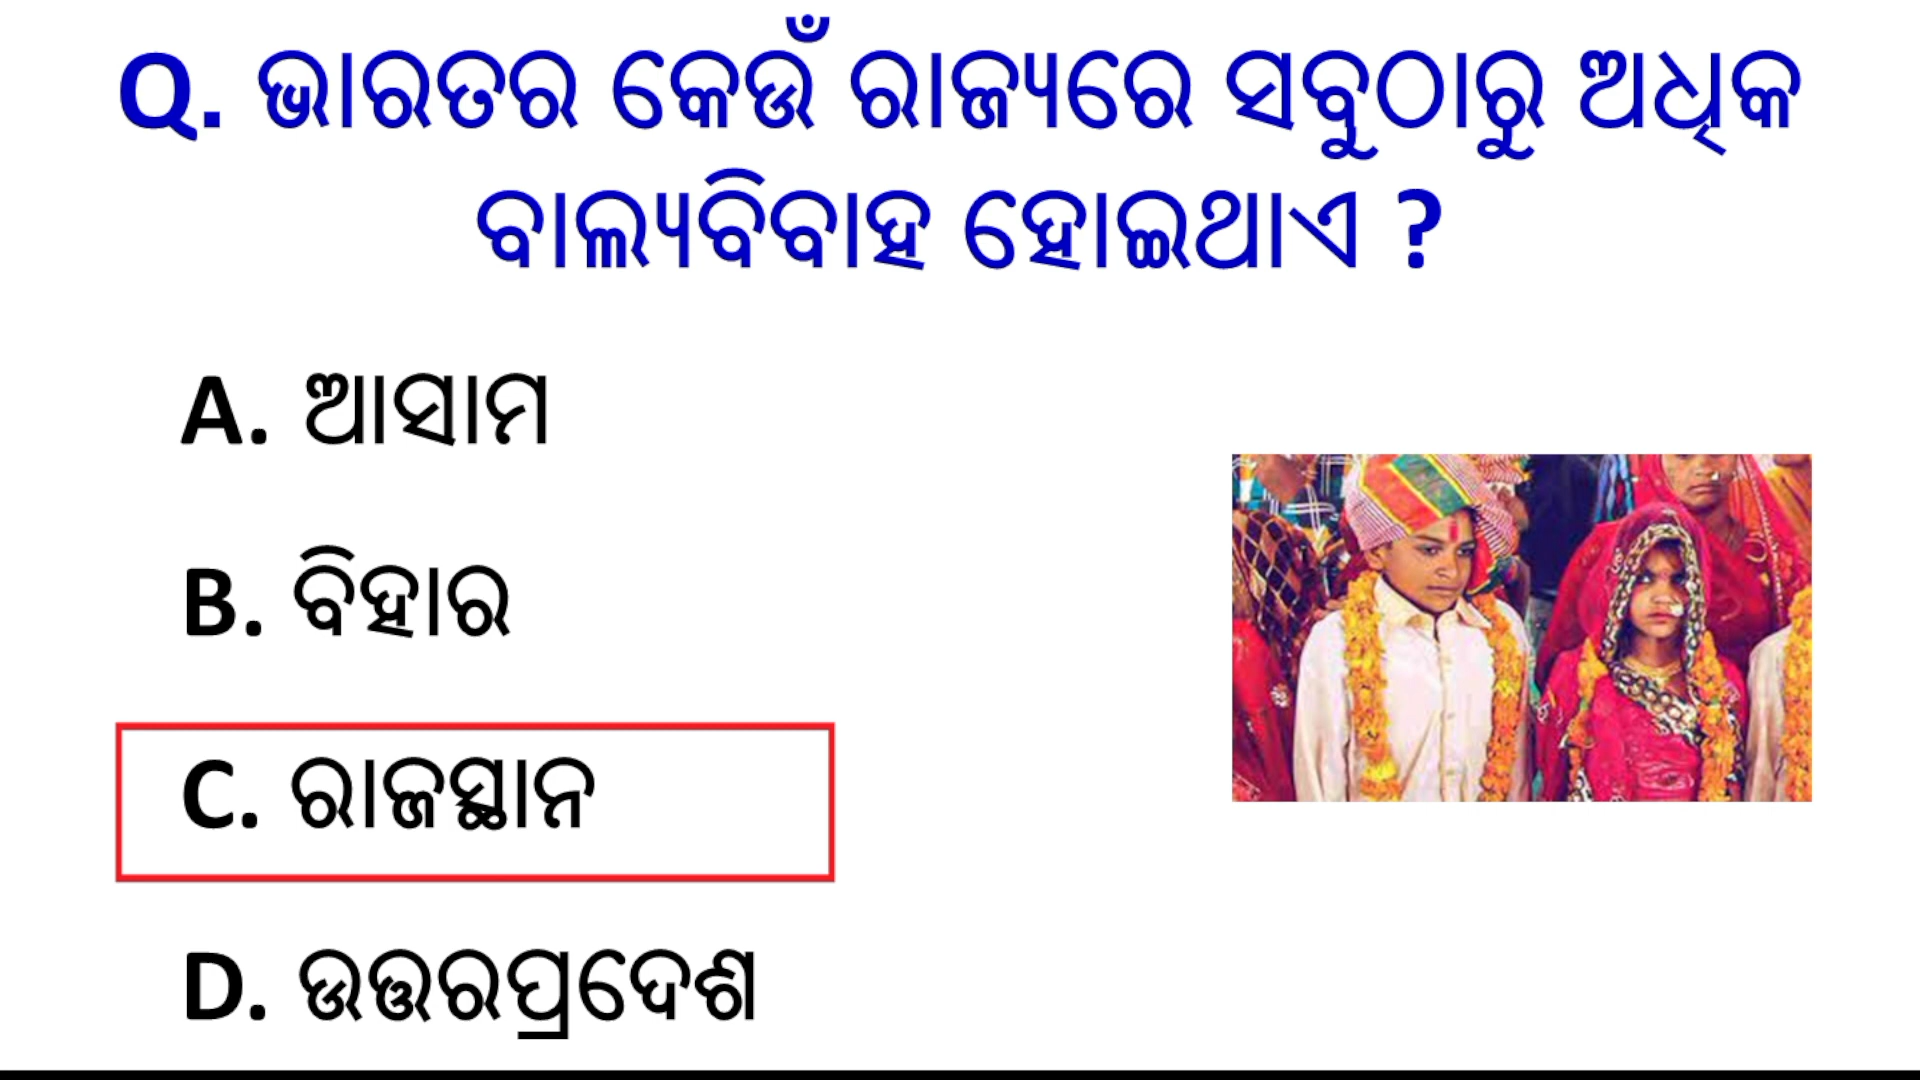 Q. ଭାରତର କେଉଁ ରାଜ୍ୟରେ ସବୁଠାରୁ ଅଧିକ
ବାଲ୍ୟବିବାହ ହୋଇଥାଏ ?
A. ଆସାମ
B. ବିହାର
C. ରାଜସ୍ଥାନ
D. ଉତ୍ତରପ୍ରଦେଶ